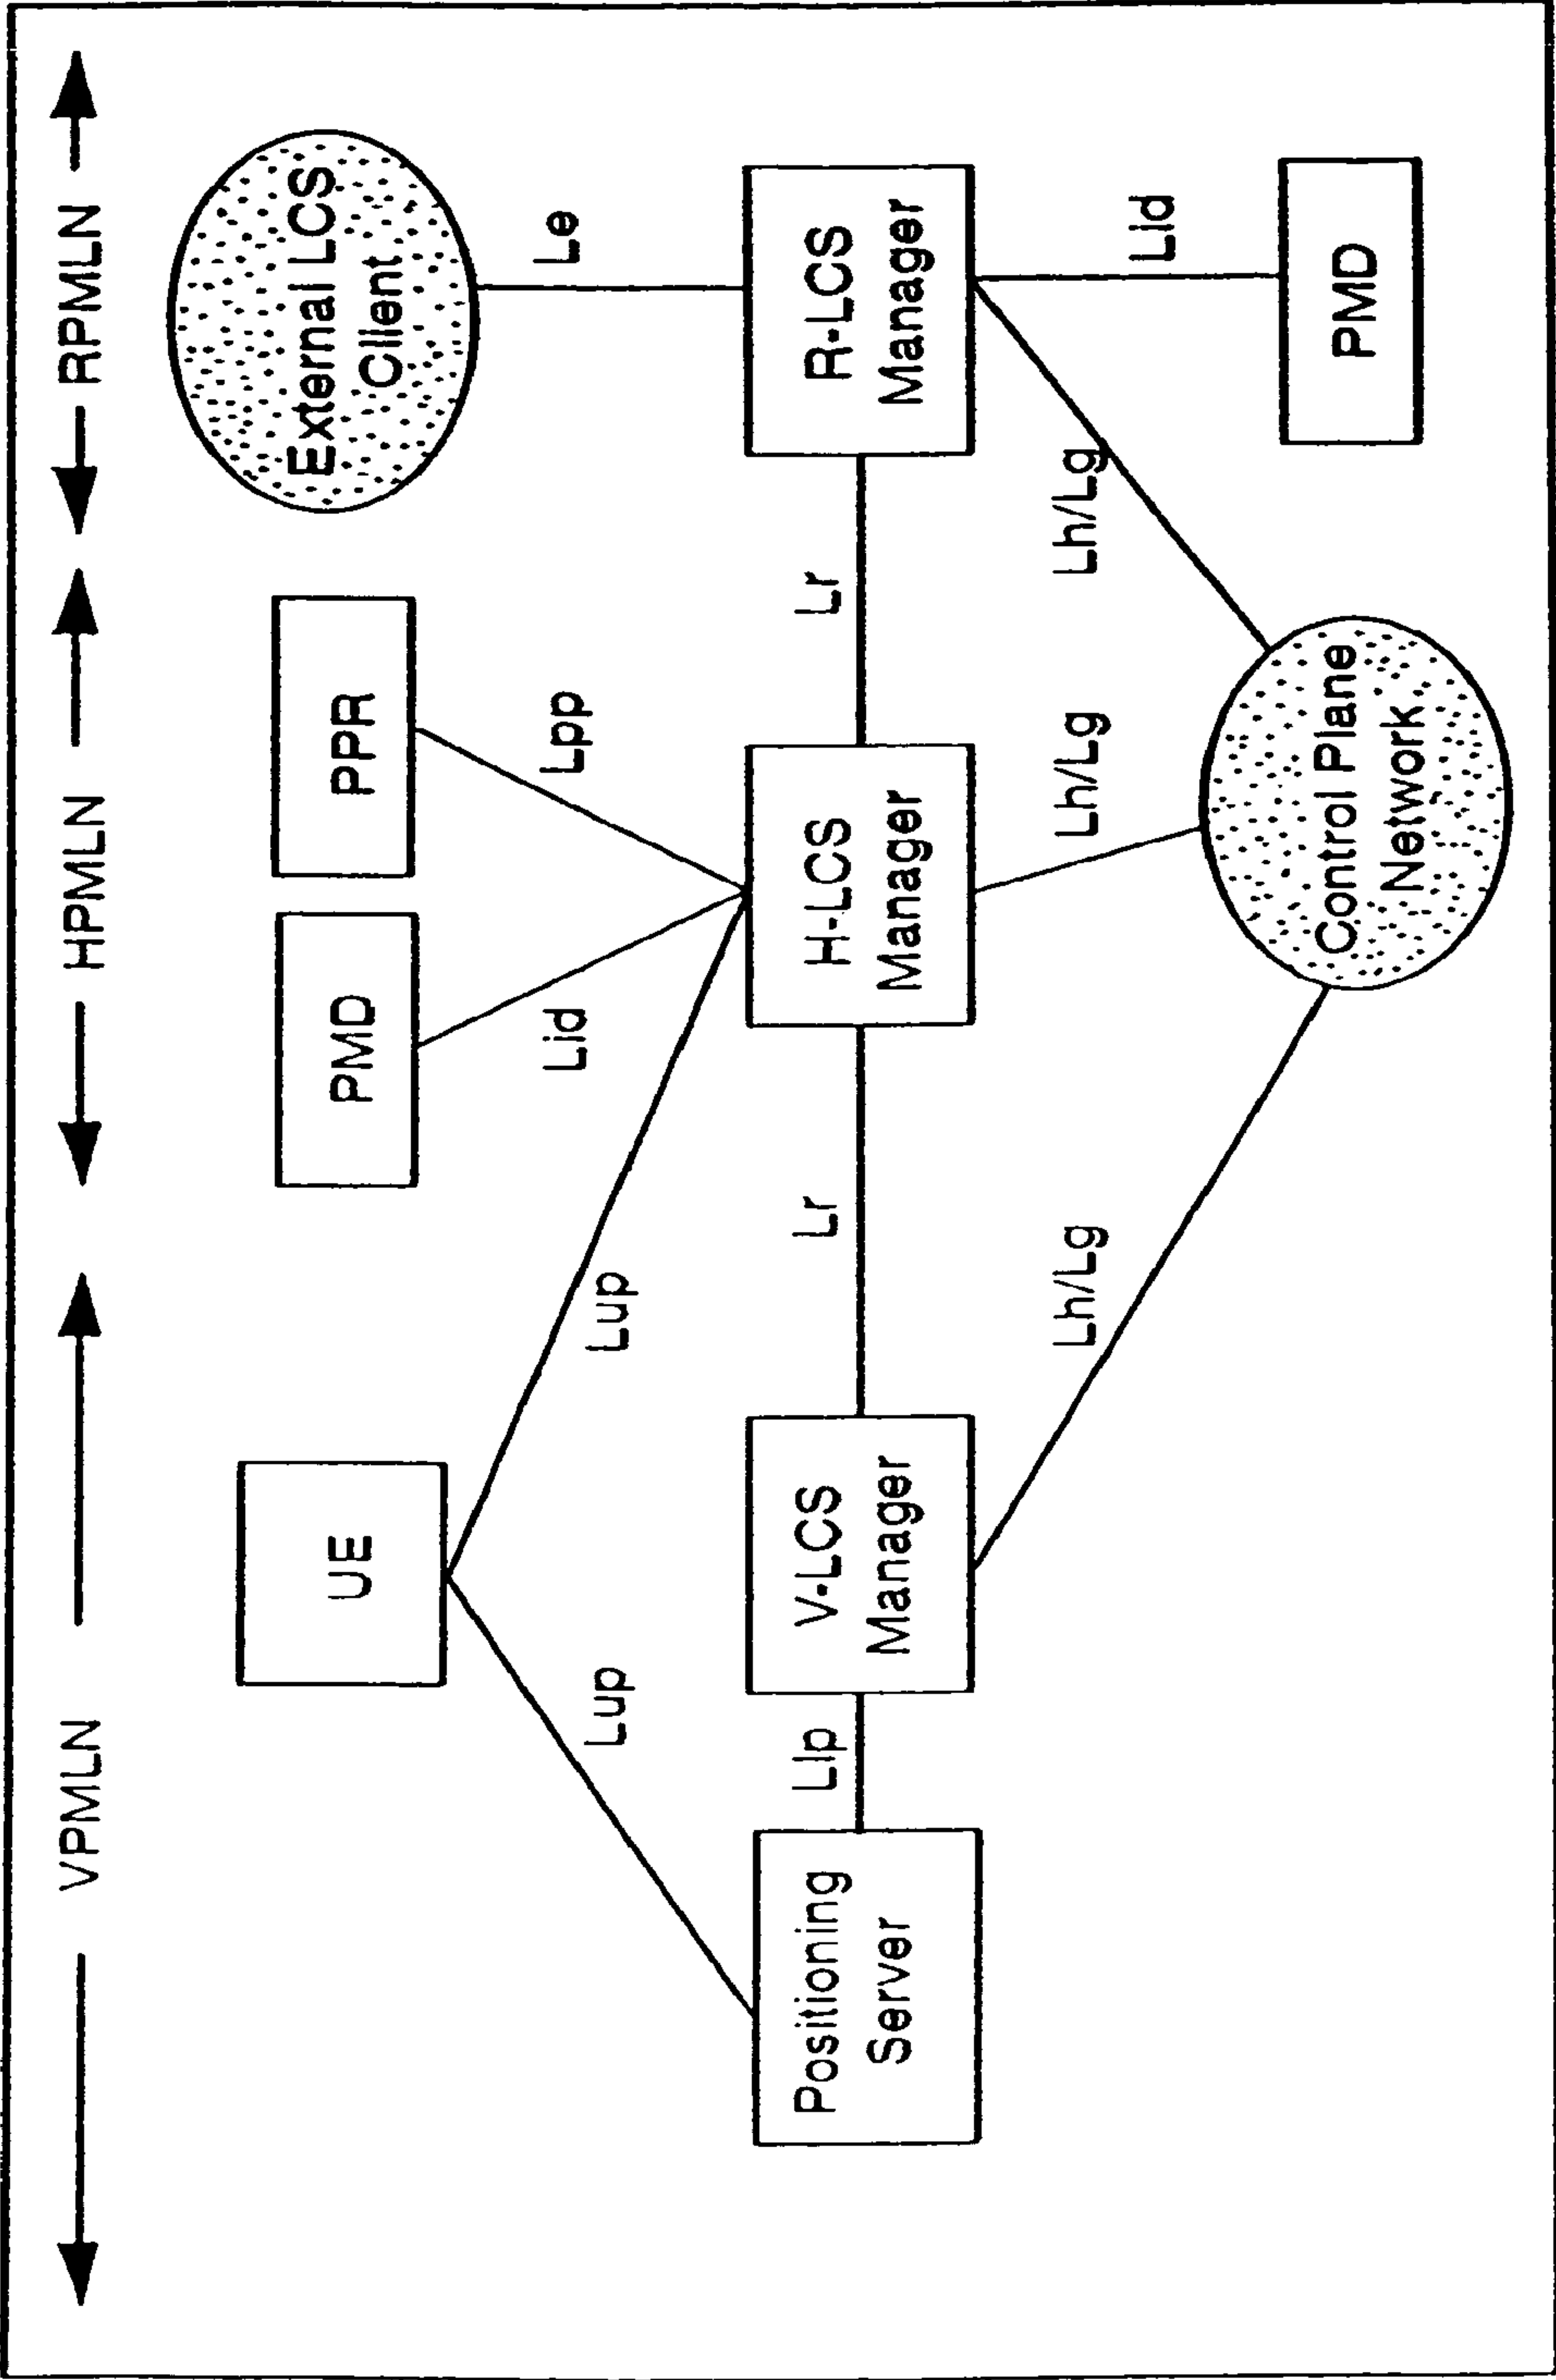 VPMLN
HPMLN
RPMLN
UE
PMD
PPR
External LCS
Client
Lup
Lup
Lid
Lpp
Le
Positioning
Server
Llp
V-LCS
Manager
Lr
H-LCS
Manager
Lr
R-LCS
Manager
Lh/Lg
Lh/Lg
Lh/Lg
Lid
Control Plane
Network
PMD